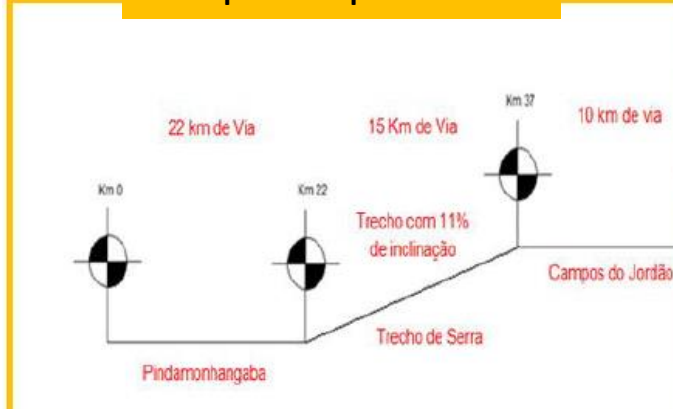 Km 37
22 km de Via
15 Km de Via
10 km de via
Km 0
Km 22
Trecho com 11%
de inclinação
Campos do Jordão
Trecho de Serra
Pindamonhangaba